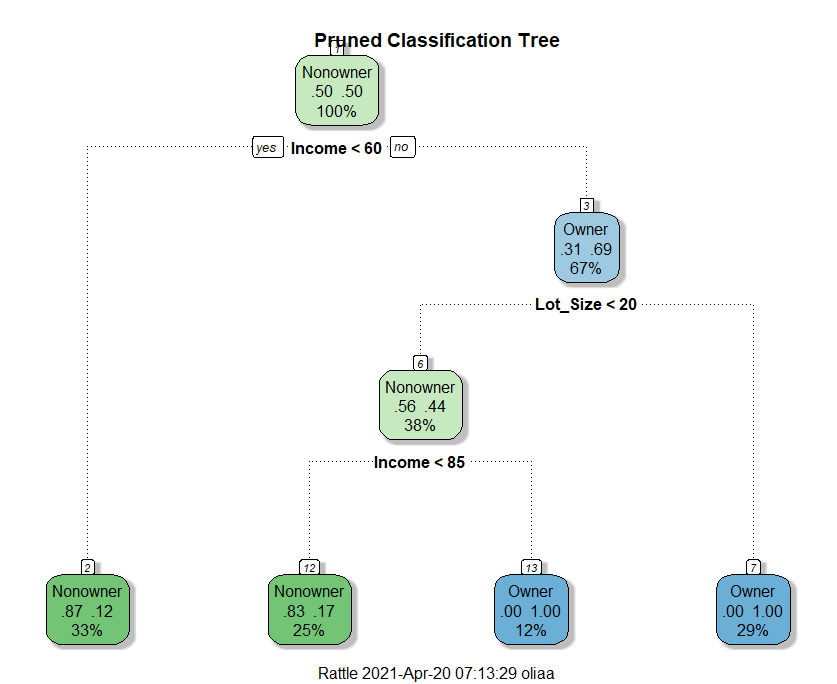 Pruned Classification Tree
1
Nonowner
.50 .50
100%
yes Income < 60 no
3
Owner
.31 .69
67%
Lot_Size < 20
6
Nonowner
.56 .44
38%
Income < 85
2
Nonowner
.87 .12
33%
12
Nonowner
.83 .17
25%
13
Owner
.00 1.00
12%
7
Owner
.00 1.00
29%
Rattle 2021-Apr-20 07:13:29 oliaa